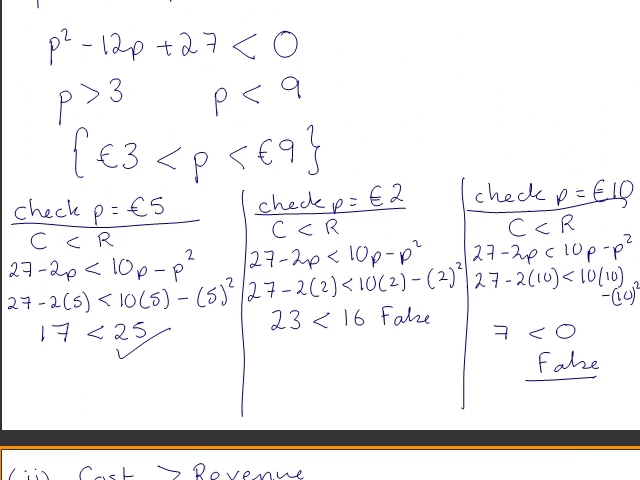 p² - 12p + 27 < 0
p > 3 p < 9
{€3 < p < €9}
check p = €5
C < R
27 - 2p < 10p - p²
27 - 2(5) < 10(5) - (5)²
17 < 25 ✓
check p = €2
C < R
27 - 2p < 10p - p²
27 - 2(2) < 10(2) - (2)²
23 < 16 False
check p = €10
C < R
27 - 2p < 10p - p²
27 - 2(10) < 10(10)
- (10)²
7 < 0
False
(ii) Cost > Revenue